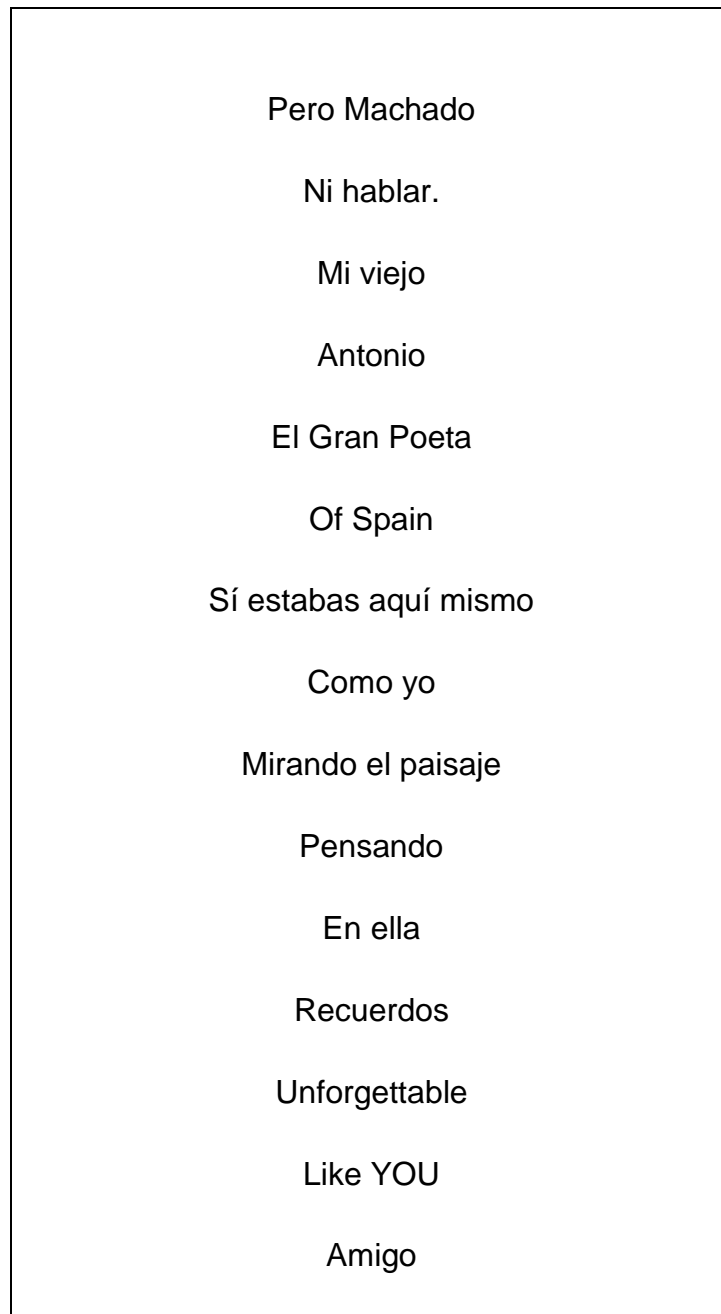 Pero Machado
Ni hablar.
Mi viejo
Antonio
El Gran Poeta
Of Spain
Sí estabas aquí mismo
Como yo
Mirando el paisaje
Pensando
En ella
Recuerdos
Unforgettable
Like YOU
Amigo